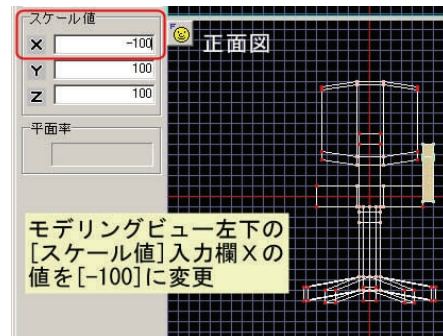 スケール値
X -100
Y 100
Z 100
平面率
正面図
モデリングビュー左下の
[スケール値]入力欄Xの
値を[-100]に変更